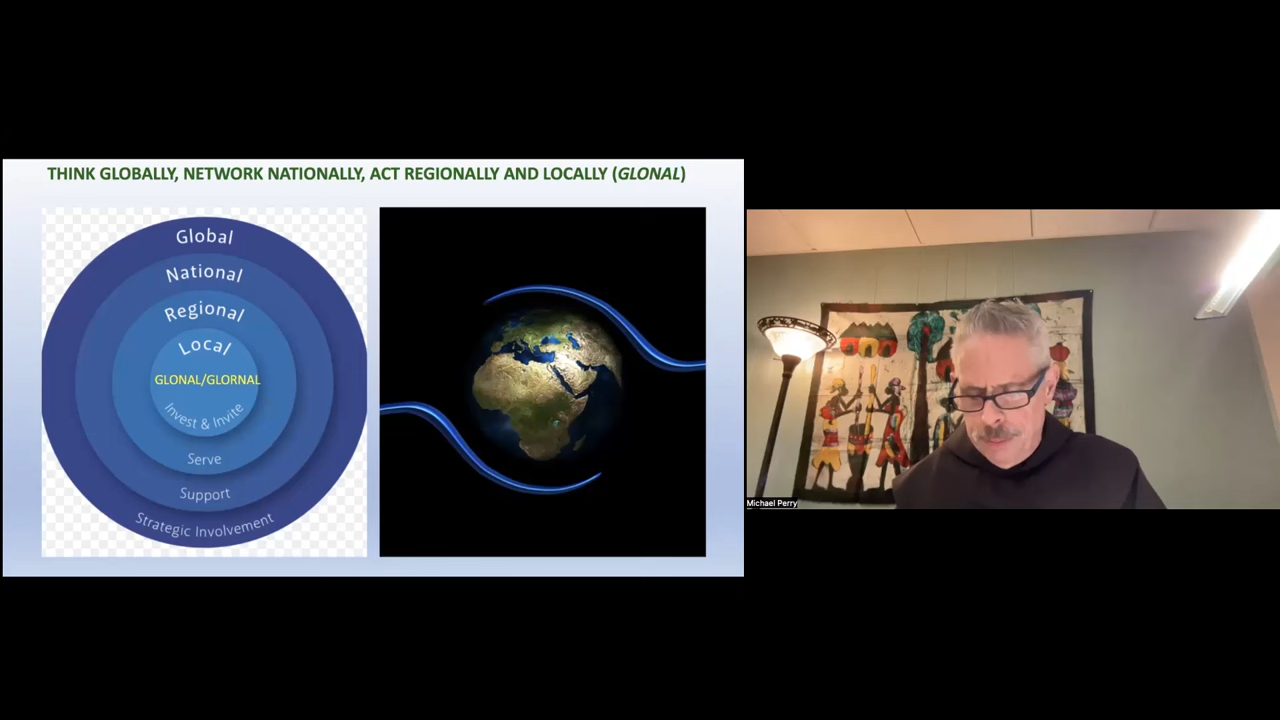 THINK GLOBALLY, NETWORK NATIONALLY, ACT REGIONALLY AND LOCALLY (GLONAL)
Global
National
Regional
Local
GLONAL/GLORNAL
Invest & Invite
Serve
Support
Strategic Involvement
Michael Perry